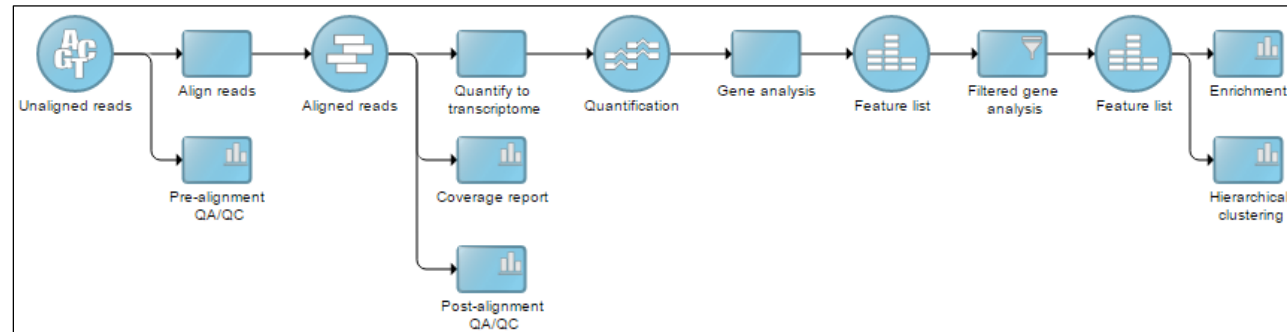 ACGT
Unaligned reads
Align reads
Aligned reads
Quantify to
transcriptome
Quantification
Gene analysis
Feature list
Filtered gene
analysis
Feature list
Enrichment
Pre-alignment
QA/QC
Coverage report
Hierarchical
clustering
Post-alignment
QA/QC